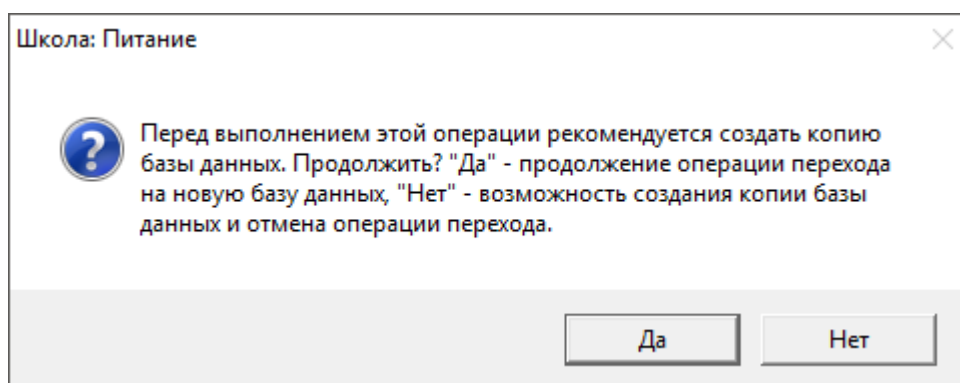 Школа: Питание
Перед выполнением этой операции рекомендуется создать копию
базы данных. Продолжить? "Да" - продолжение операции перехода
на новую базу данных, "Нет" - возможность создания копии базы
данных и отмена операции перехода.
Да
Нет